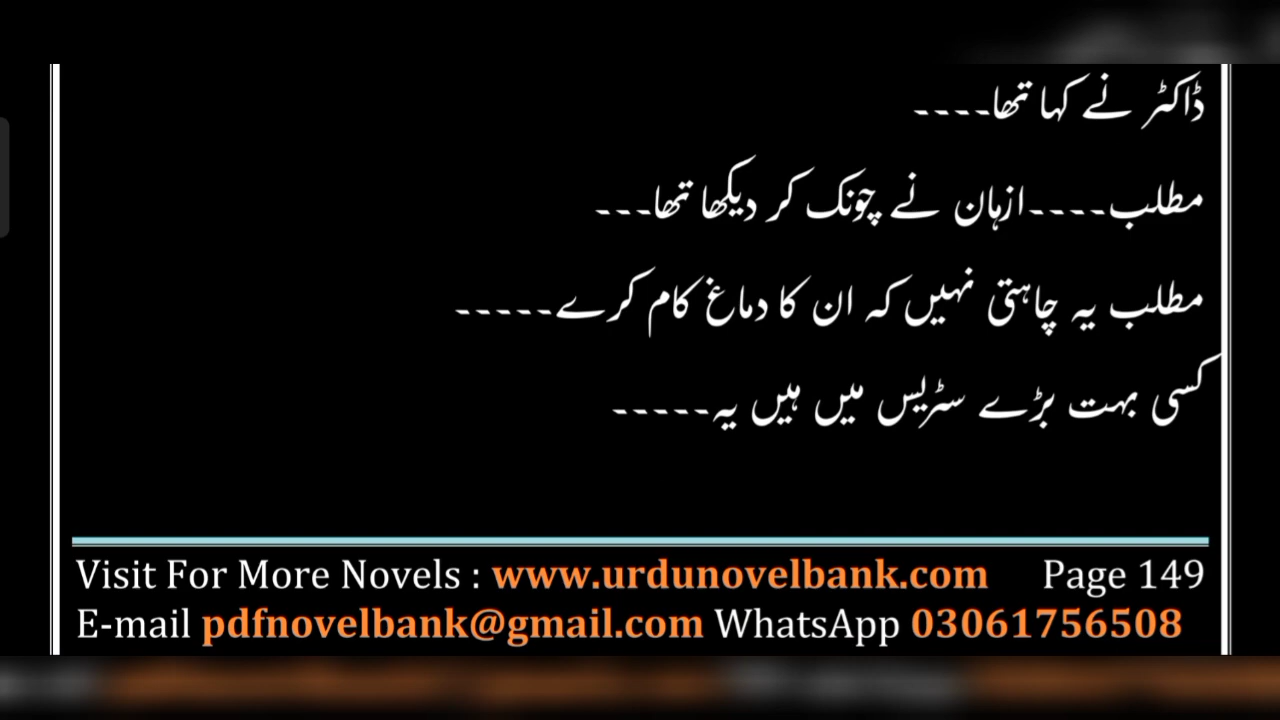 ڈاکٹر نے کہا تھا۔۔۔۔
مطلب۔۔۔۔ازہان نے چونک کر دیکھا تھا۔۔۔
مطلب یہ چاہتی نہیں کہ ان کا دماغ کام کرے۔۔۔۔۔
کسی بہت بڑے سٹریس میں ہیں یہ۔۔۔۔۔
Visit For More Novels : www.urdunovelbank.com Page 149
E-mail pdfnovelbank@gmail.com WhatsApp 03061756508